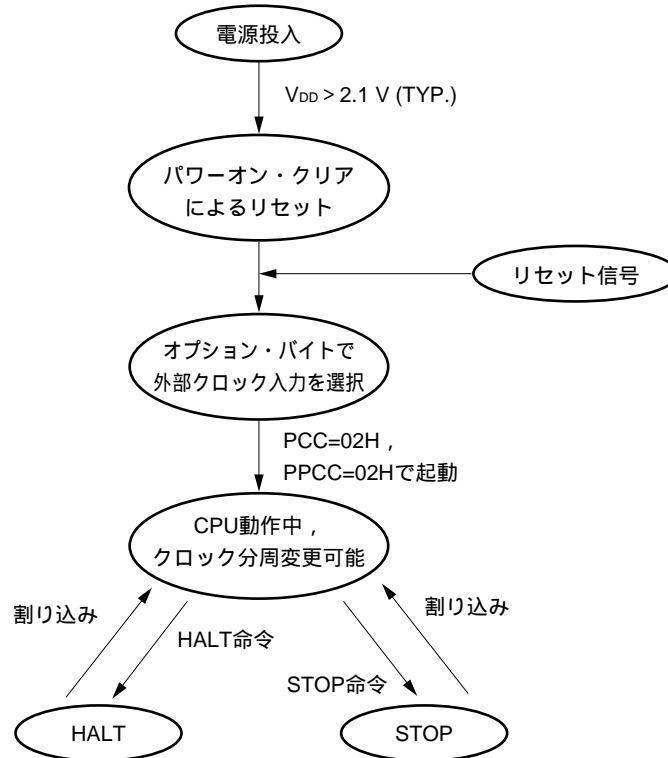 電源投入
VDD > 2.1 V (TYP.)
パワーオン・クリア
によるリセット
リセット信号
オプション・バイトで
外部クロック入力を選択
PCC=02H ,
PPCC=02Hで起動
CPU動作中 ,
クロック分周変更可能
割り込み
割り込み
HALT命令
STOP命令
HALT
STOP